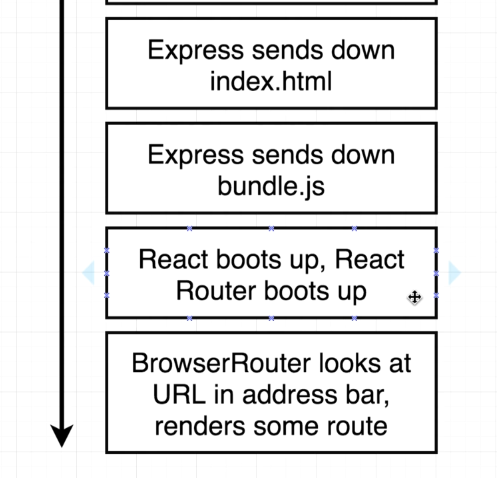 Express sends down
index.html
Express sends down
bundle.js
React boots up, React
Router boots up
BrowserRouter looks at
URL in address bar,
renders some route